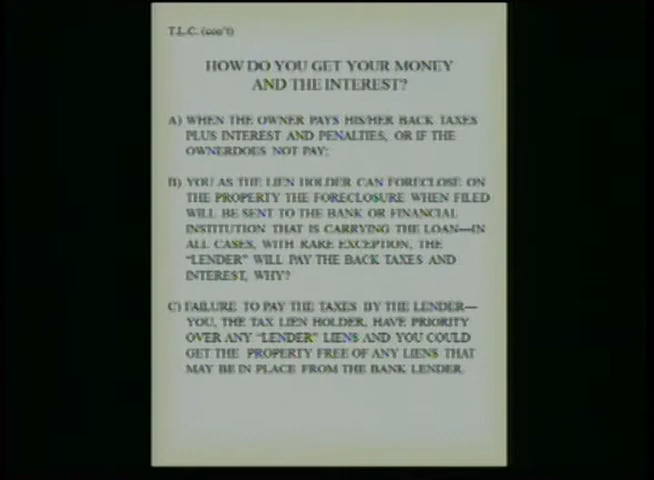 T.L.C. (con't)
HOW DO YOU GET YOUR MONEY
AND THE INTEREST?
A) WHEN THE OWNER PAYS HIS/HER BACK TAXES
PLUS INTEREST AND PENALTIES, OR IF THE
OWNERDOES NOT PAY:
B) YOU AS THE LIEN HOLDER CAN FORECLOSE ON
THE PROPERTY THE FORECLOSURE WHEN FILED
WILL BE SENT TO THE BANK OR FINANCIAL
INSTITUTION THAT IS CARRYING THE LOAN—IN
ALL CASES, WITH RARE EXCEPTION, THE
"LENDER" WILL PAY THE BACK TAXES AND
INTEREST, WHY?
C) FAILURE TO PAY THE TAXES BY THE LENDER—
YOU, THE TAX LIEN HOLDER, HAVE PRIORITY
OVER ANY "LENDER" LIENS AND YOU COULD
GET THE PROPERTY FREE OF ANY LIENS THAT
MAY BE IN PLACE FROM THE BANK LENDER.